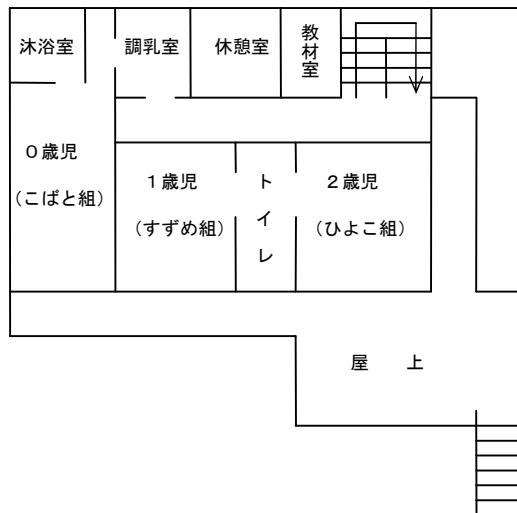 沐浴室
調乳室
休憩室
教材室
０歳児
（こばと組）
１歳児
（すずめ組）
トイレ
２歳児
（ひよこ組）
屋　上